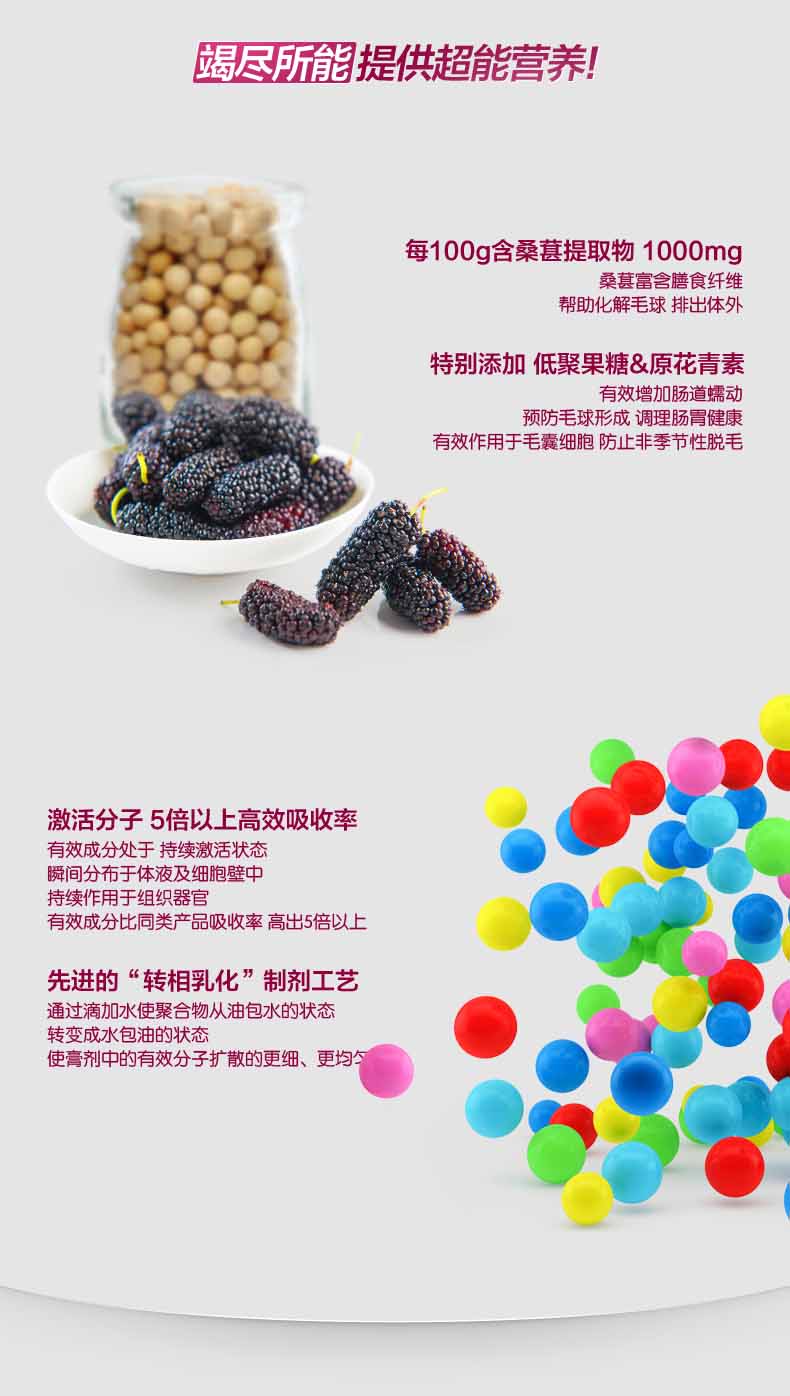 竭尽所能 提供超能营养!
每100g含桑葚提取物 1000mg
桑葚富含膳食纤维
帮助化解毛球 排出体外
特别添加 低聚果糖&原花青素
有效增加肠道蠕动
预防毛球形成 调理肠胃健康
有效作用于毛囊细胞 防止非季节性脱毛
激活分子 5倍以上高效吸收率
有效成分处于 持续激活状态
瞬间分布于体液及细胞壁中
持续作用于组织器官
有效成分比同类产品吸收率 高出5倍以上
先进的“转相乳化”制剂工艺
通过滴加水使聚合物从油包水的状态
转变成水包油的状态
使膏剂中的有效分子扩散的更细、更均匀